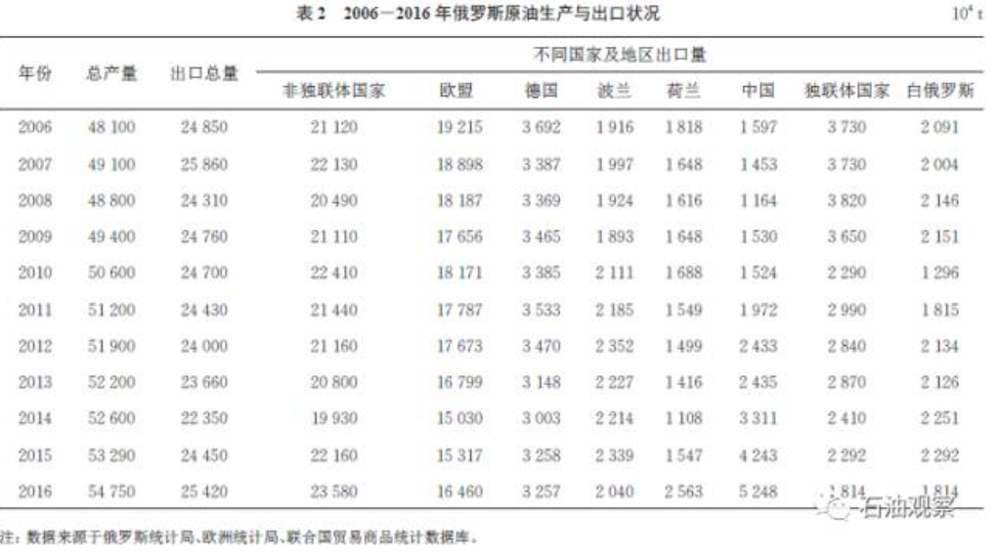 表 2 2006—2016 年俄罗斯原油生产与出口状况 10⁴ t
年份 总产量 出口总量 不同国家及地区出口量
非独联体国家 欧盟 德国 波兰 荷兰 中国 独联体国家 白俄罗斯
2006 48 100 24 850 21 120 19 215 3 692 1 916 1 818 1 597 3 730 2 091
2007 49 100 25 860 22 130 18 898 3 387 1 997 1 648 1 453 3 730 2 004
2008 48 800 24 310 20 490 18 187 3 369 1 924 1 616 1 164 3 820 2 146
2009 49 400 24 760 21 110 17 656 3 465 1 893 1 648 1 530 3 650 2 151
2010 50 600 24 700 22 410 18 171 3 385 2 111 1 688 1 524 2 290 1 296
2011 51 200 24 430 21 440 17 787 3 533 2 185 1 549 1 972 2 990 1 815
2012 51 900 24 000 21 160 17 673 3 470 2 352 1 499 2 433 2 840 2 134
2013 52 200 23 660 20 800 16 799 3 148 2 227 1 416 2 435 2 870 2 126
2014 52 600 22 350 19 930 15 030 3 003 2 214 1 108 3 311 2 410 2 251
2015 53 290 24 450 22 160 15 317 3 258 2 339 1 547 4 243 2 292 2 292
2016 54 750 25 420 23 580 16 460 3 257 2 040 2 563 5 248 1 814 1 814
石油观察
注: 数据来源于俄罗斯统计局、欧洲统计局、联合国贸易商品统计数据库。